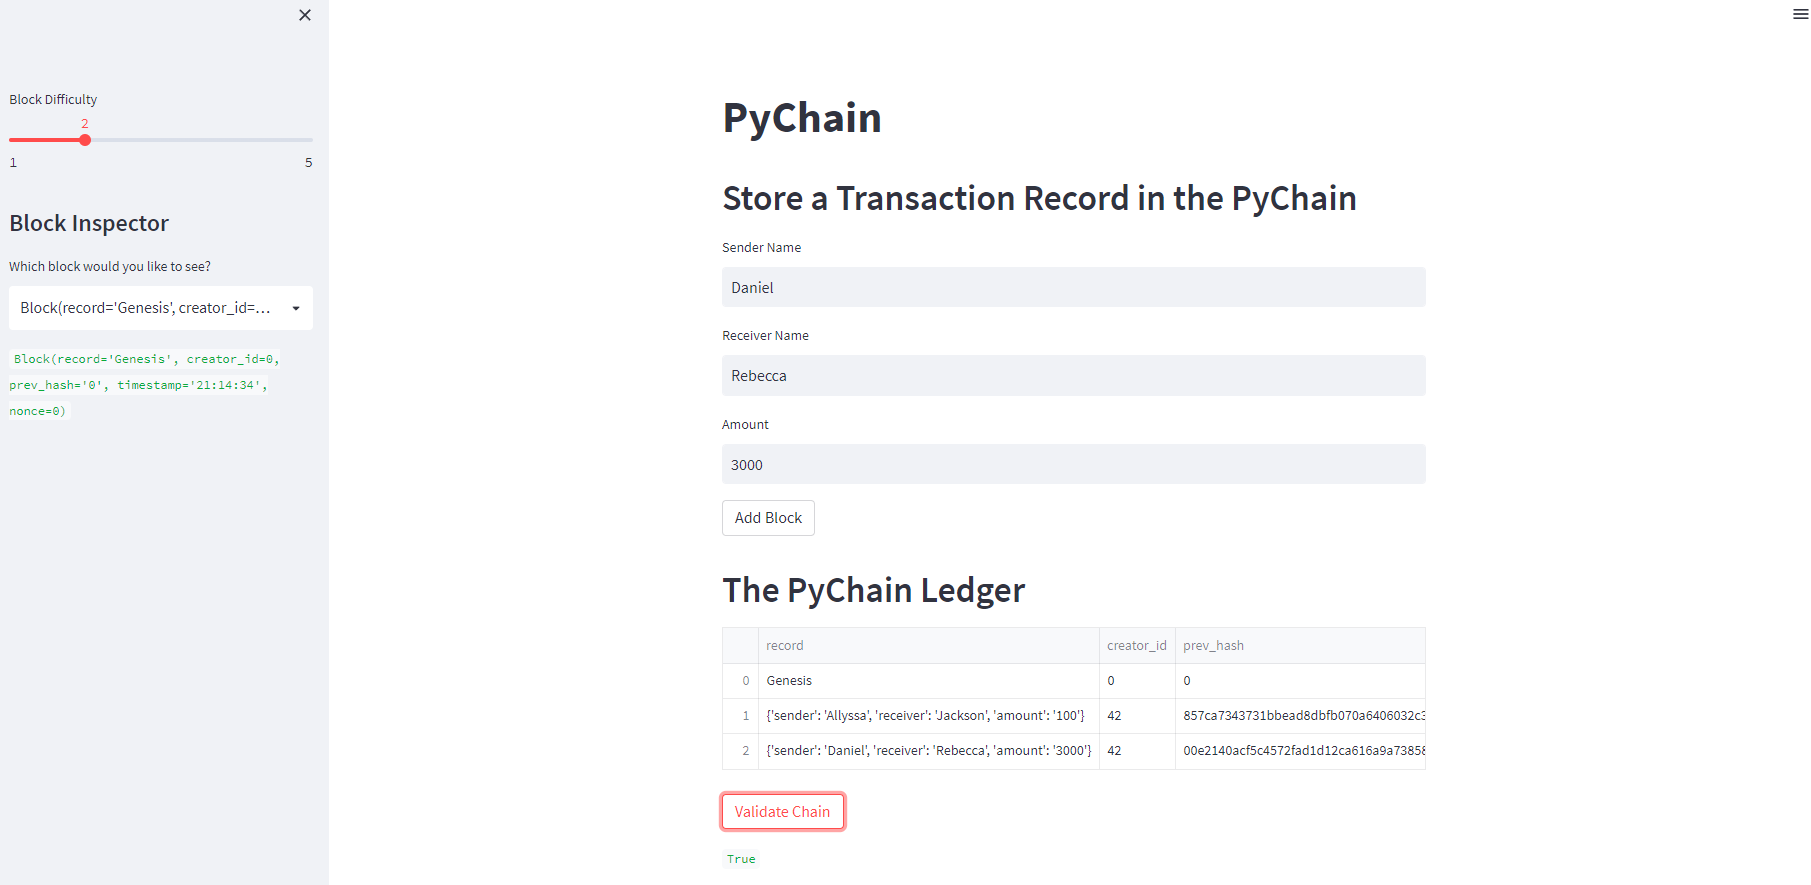 Block Difficulty
2
1 5
Block Inspector
Which block would you like to see?
Block(record='Genesis', creator_id=...
Block(record='Genesis', creator_id=0,
prev_hash='0', timestamp='21:14:34',
nonce=0)
PyChain
Store a Transaction Record in the PyChain
Sender Name
Daniel
Receiver Name
Rebecca
Amount
3000
Add Block
The PyChain Ledger
record creator_id prev_hash
0 Genesis 0 0
1 {'sender': 'Allyssa', 'receiver': 'Jackson', 'amount': '100'} 42 857ca7343731bbead8dbfb070a6406032c3
2 {'sender': 'Daniel', 'receiver': 'Rebecca', 'amount': '3000'} 42 00e2140acf5c4572fad1d12ca616a9a73858
Validate Chain
True